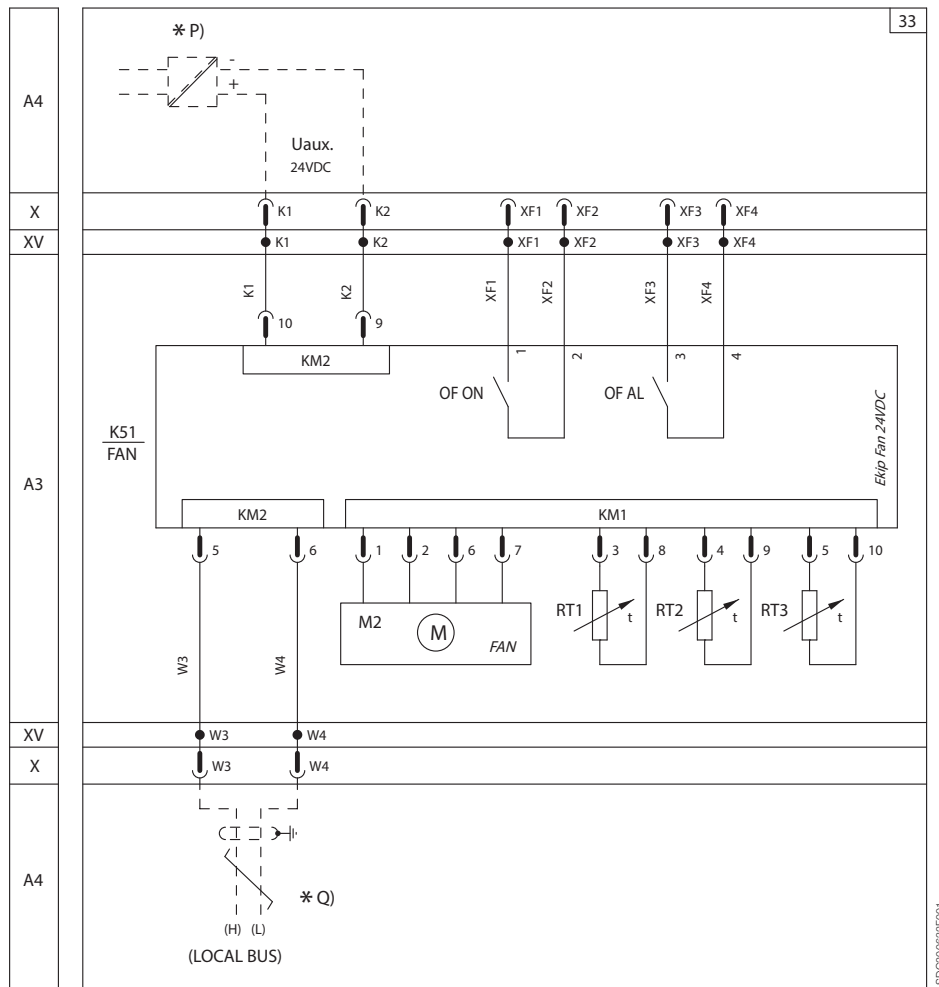 33
* P)
-
+
A4
Uaux.
24VDC
X
K1
K2
XF1
XF2
XF3
XF4
XV
K1
K2
XF1
XF2
XF3
XF4
K1
K2
XF1
XF2
XF3
XF4
10
9
KM2
1
2
3
4
OF ON
OF AL
K51
FAN
Ekip Fan 24VDC
A3
KM2
KM1
5
6
1
2
6
7
3
8
4
9
5
10
M2
M
FAN
RT1
t
RT2
t
RT3
t
W3
W4
XV
W3
W4
X
W3
W4
A4
* Q)
(H) (L)
(LOCAL BUS)